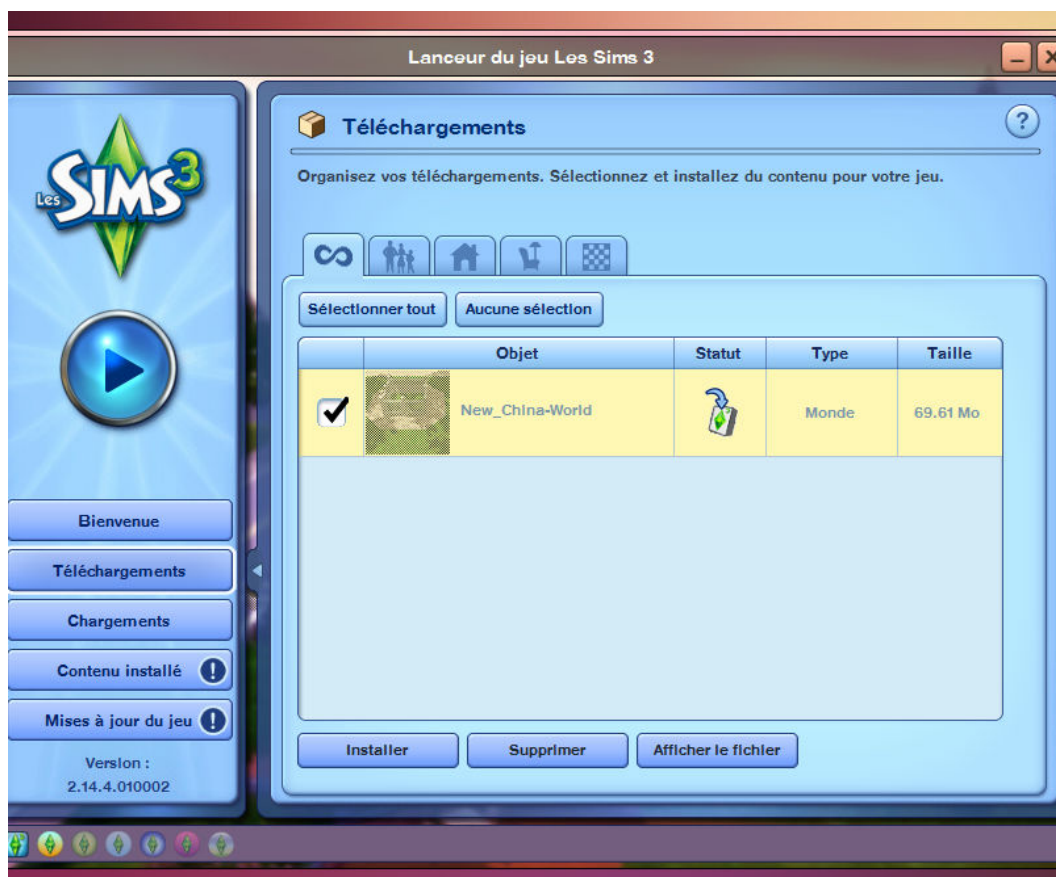 Lanceur du jeu Les Sims 3
Les SIMS 3
Téléchargements
?
Organisez vos téléchargements. Sélectionnez et installez du contenu pour votre jeu.
Sélectionner tout
Aucune sélection
Objet
Statut
Type
Taille
New_China-World
Monde
69.61 Mo
Bienvenue
Téléchargements
Chargements
Contenu installé !
Mises à jour du jeu !
Version :
2.14.4.010002
Installer
Supprimer
Afficher le fichier